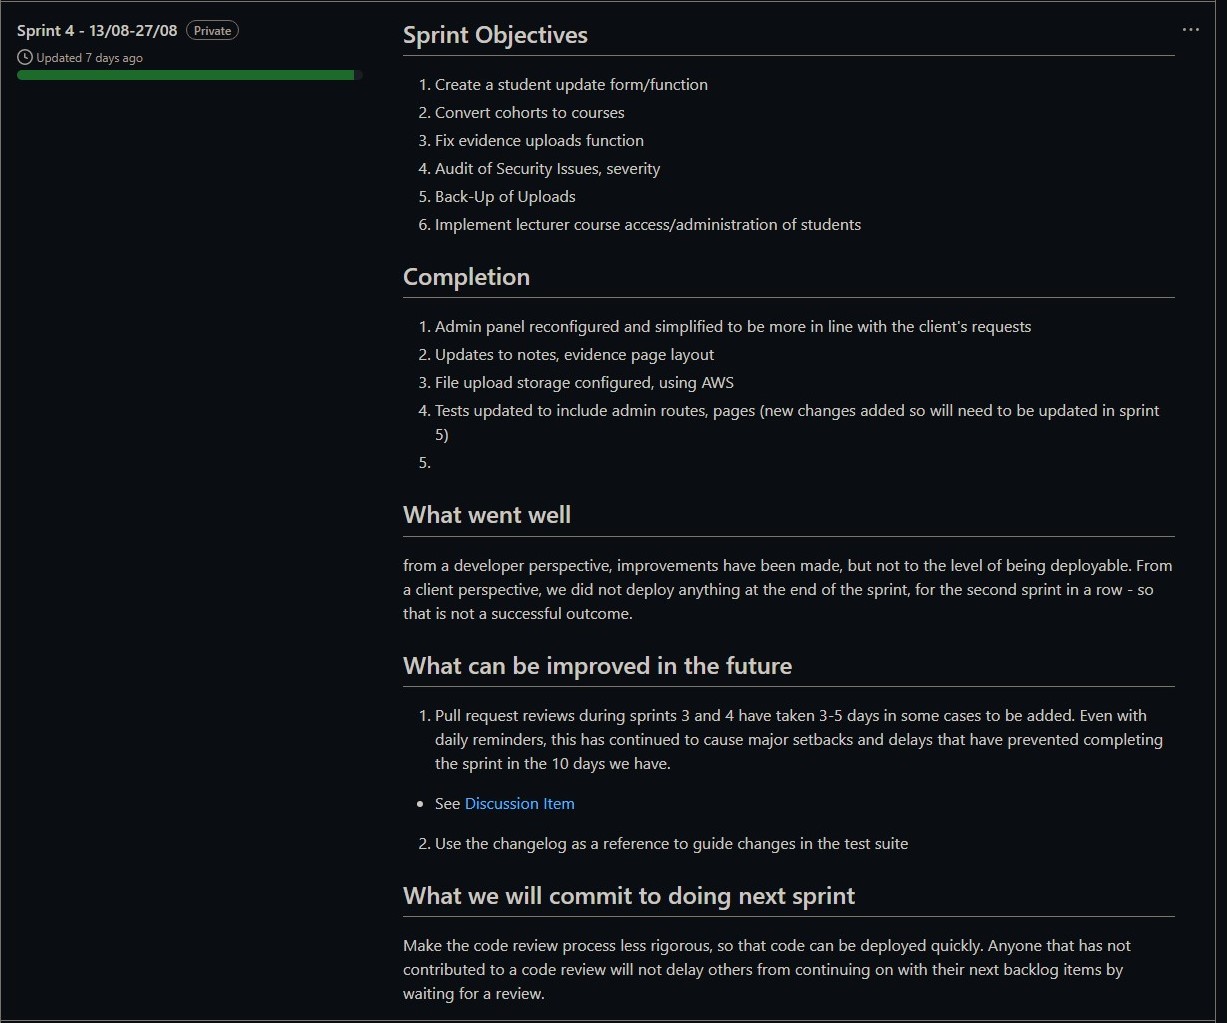 Sprint 4 - 13/08-27/08 Private
Updated 7 days ago
Sprint Objectives
1. Create a student update form/function
2. Convert cohorts to courses
3. Fix evidence uploads function
4. Audit of Security Issues, severity
5. Back-Up of Uploads
6. Implement lecturer course access/administration of students
Completion
1. Admin panel reconfigured and simplified to be more in line with the client's requests
2. Updates to notes, evidence page layout
3. File upload storage configured, using AWS
4. Tests updated to include admin routes, pages (new changes added so will need to be updated in sprint
5)
5.
What went well
from a developer perspective, improvements have been made, but not to the level of being deployable. From
a client perspective, we did not deploy anything at the end of the sprint, for the second sprint in a row - so
that is not a successful outcome.
What can be improved in the future
1. Pull request reviews during sprints 3 and 4 have taken 3-5 days in some cases to be added. Even with
daily reminders, this has continued to cause major setbacks and delays that have prevented completing
the sprint in the 10 days we have.
• See Discussion Item
2. Use the changelog as a reference to guide changes in the test suite
What we will commit to doing next sprint
Make the code review process less rigorous, so that code can be deployed quickly. Anyone that has not
contributed to a code review will not delay others from continuing on with their next backlog items by
waiting for a review.